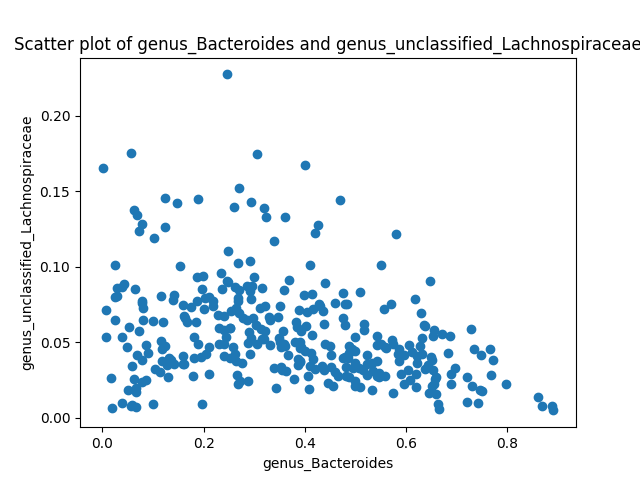 Scatter plot of genus_Bacteroides and genus_unclassified_Lachnospiraceae
genus_unclassified_Lachnospiraceae
0.20
0.15
0.10
0.05
0.00
0.0 0.2 0.4 0.6 0.8
genus_Bacteroides